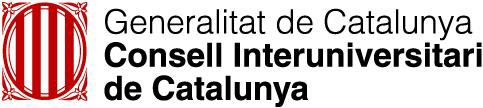 Generalitat de Catalunya
Consell Interuniversitari
de Catalunya